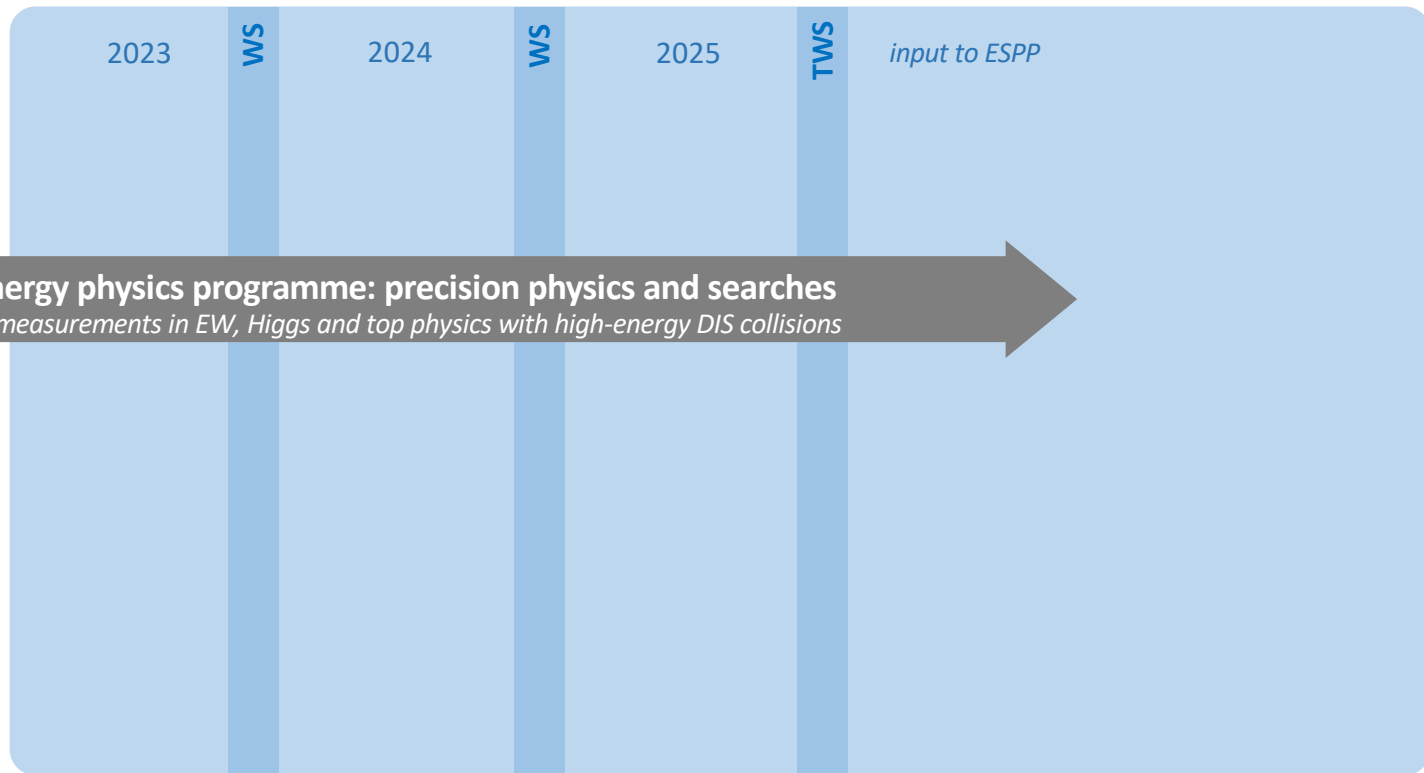 2023 WS 2024 WS 2025 TWS input to ESPP
nergy physics programme: precision physics and searches
measurements in EW, Higgs and top physics with high-energy DIS collisions